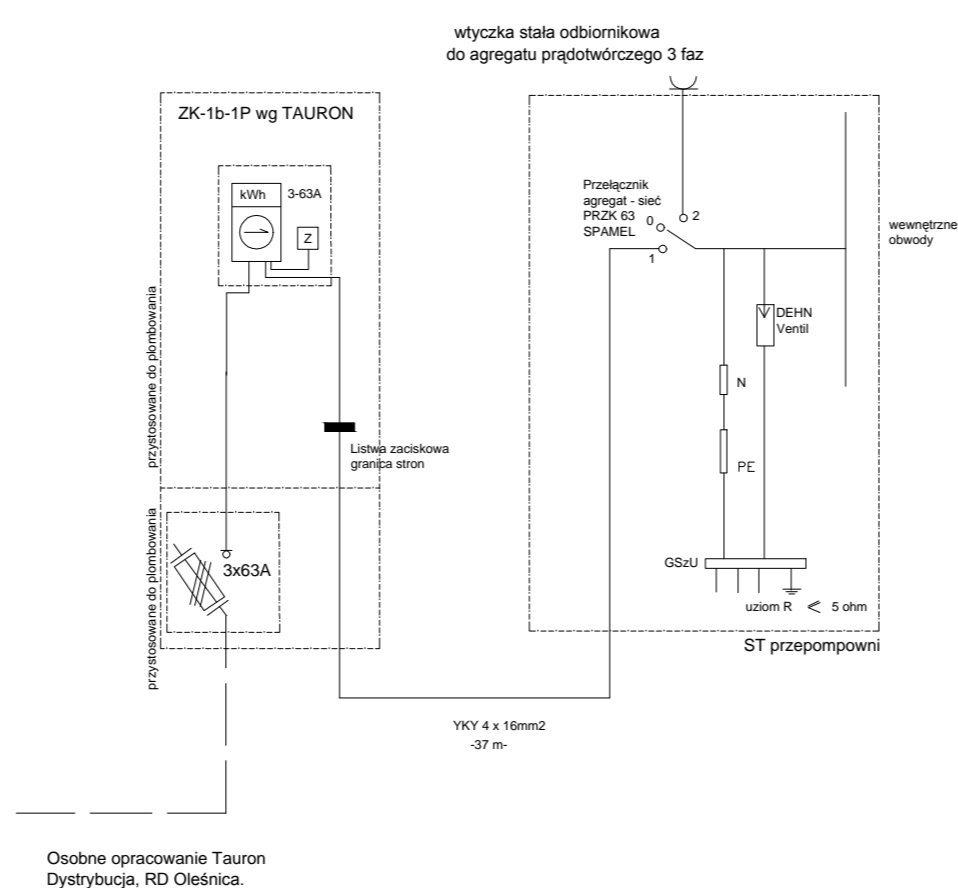 wtyczka stała odbiornikowa
do agregatu prądotwórczego 3 faz
ZK-1b-1P wg TAURON
kWh
3-63A
Z
przystosowane do plombowania
Listwa zaciskowa
granica stron
przystosowane do plombowania
3x63A
Przełącznik
agregat - sieć
PRZK 63
SPAMEL
0
2
1
wewnętrzne
obwody
DEHN
Ventil
N
PE
GSzU
uziom R ≤ 5 ohm
ST przepompowni
YKY 4 x 16mm2
-37 m-
Osobne opracowanie Tauron
Dystrybucja, RD Oleśnica.